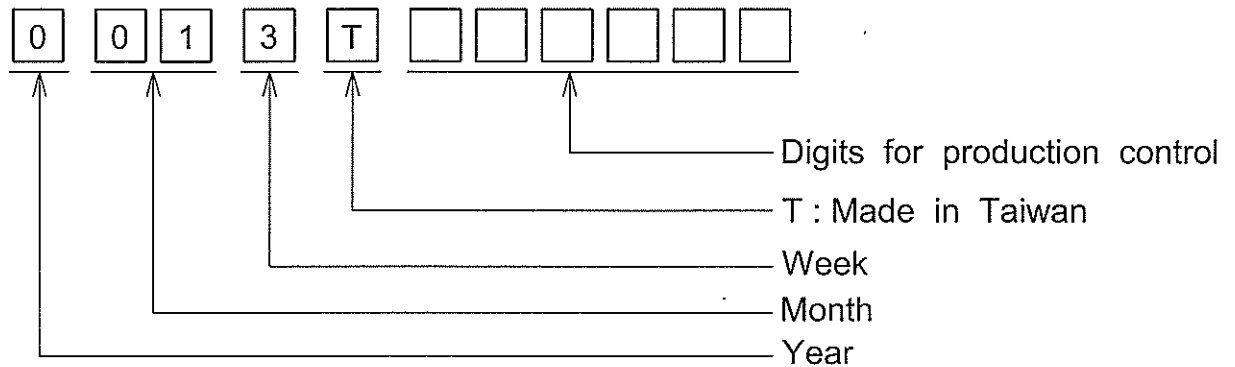 0 0 1 3 T
Digits for production control
T : Made in Taiwan
Week
Month
Year